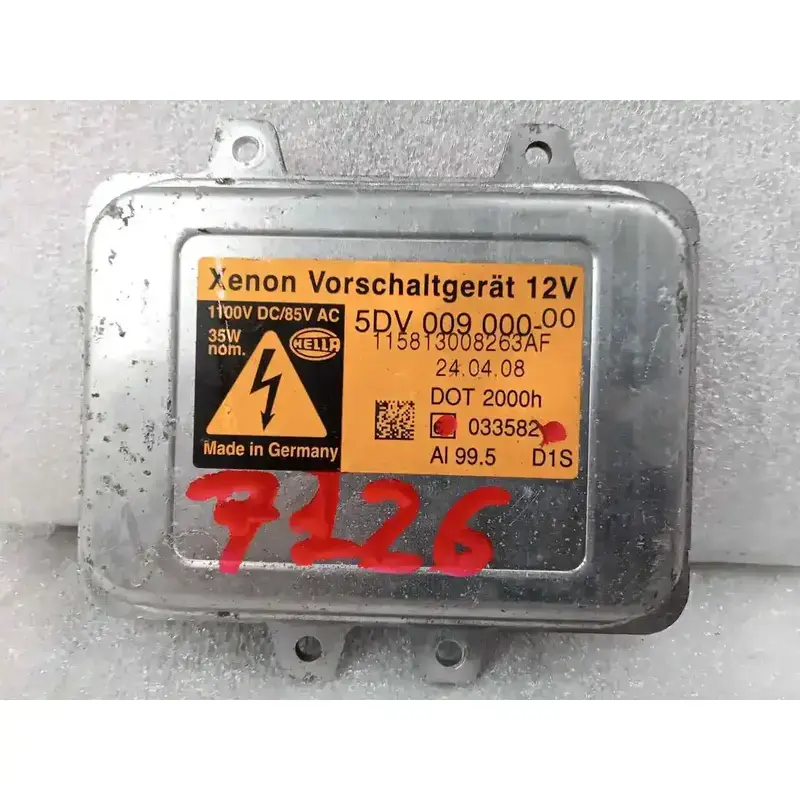 Xenon Vorschaltgerät 12V
1100V DC/85V AC
35W
nom.
HELLA
5DV 009 000-00
115813008263AF
24.04.08
DOT 2000h
033582
Al 99.5 D1S
Made in Germany
7126